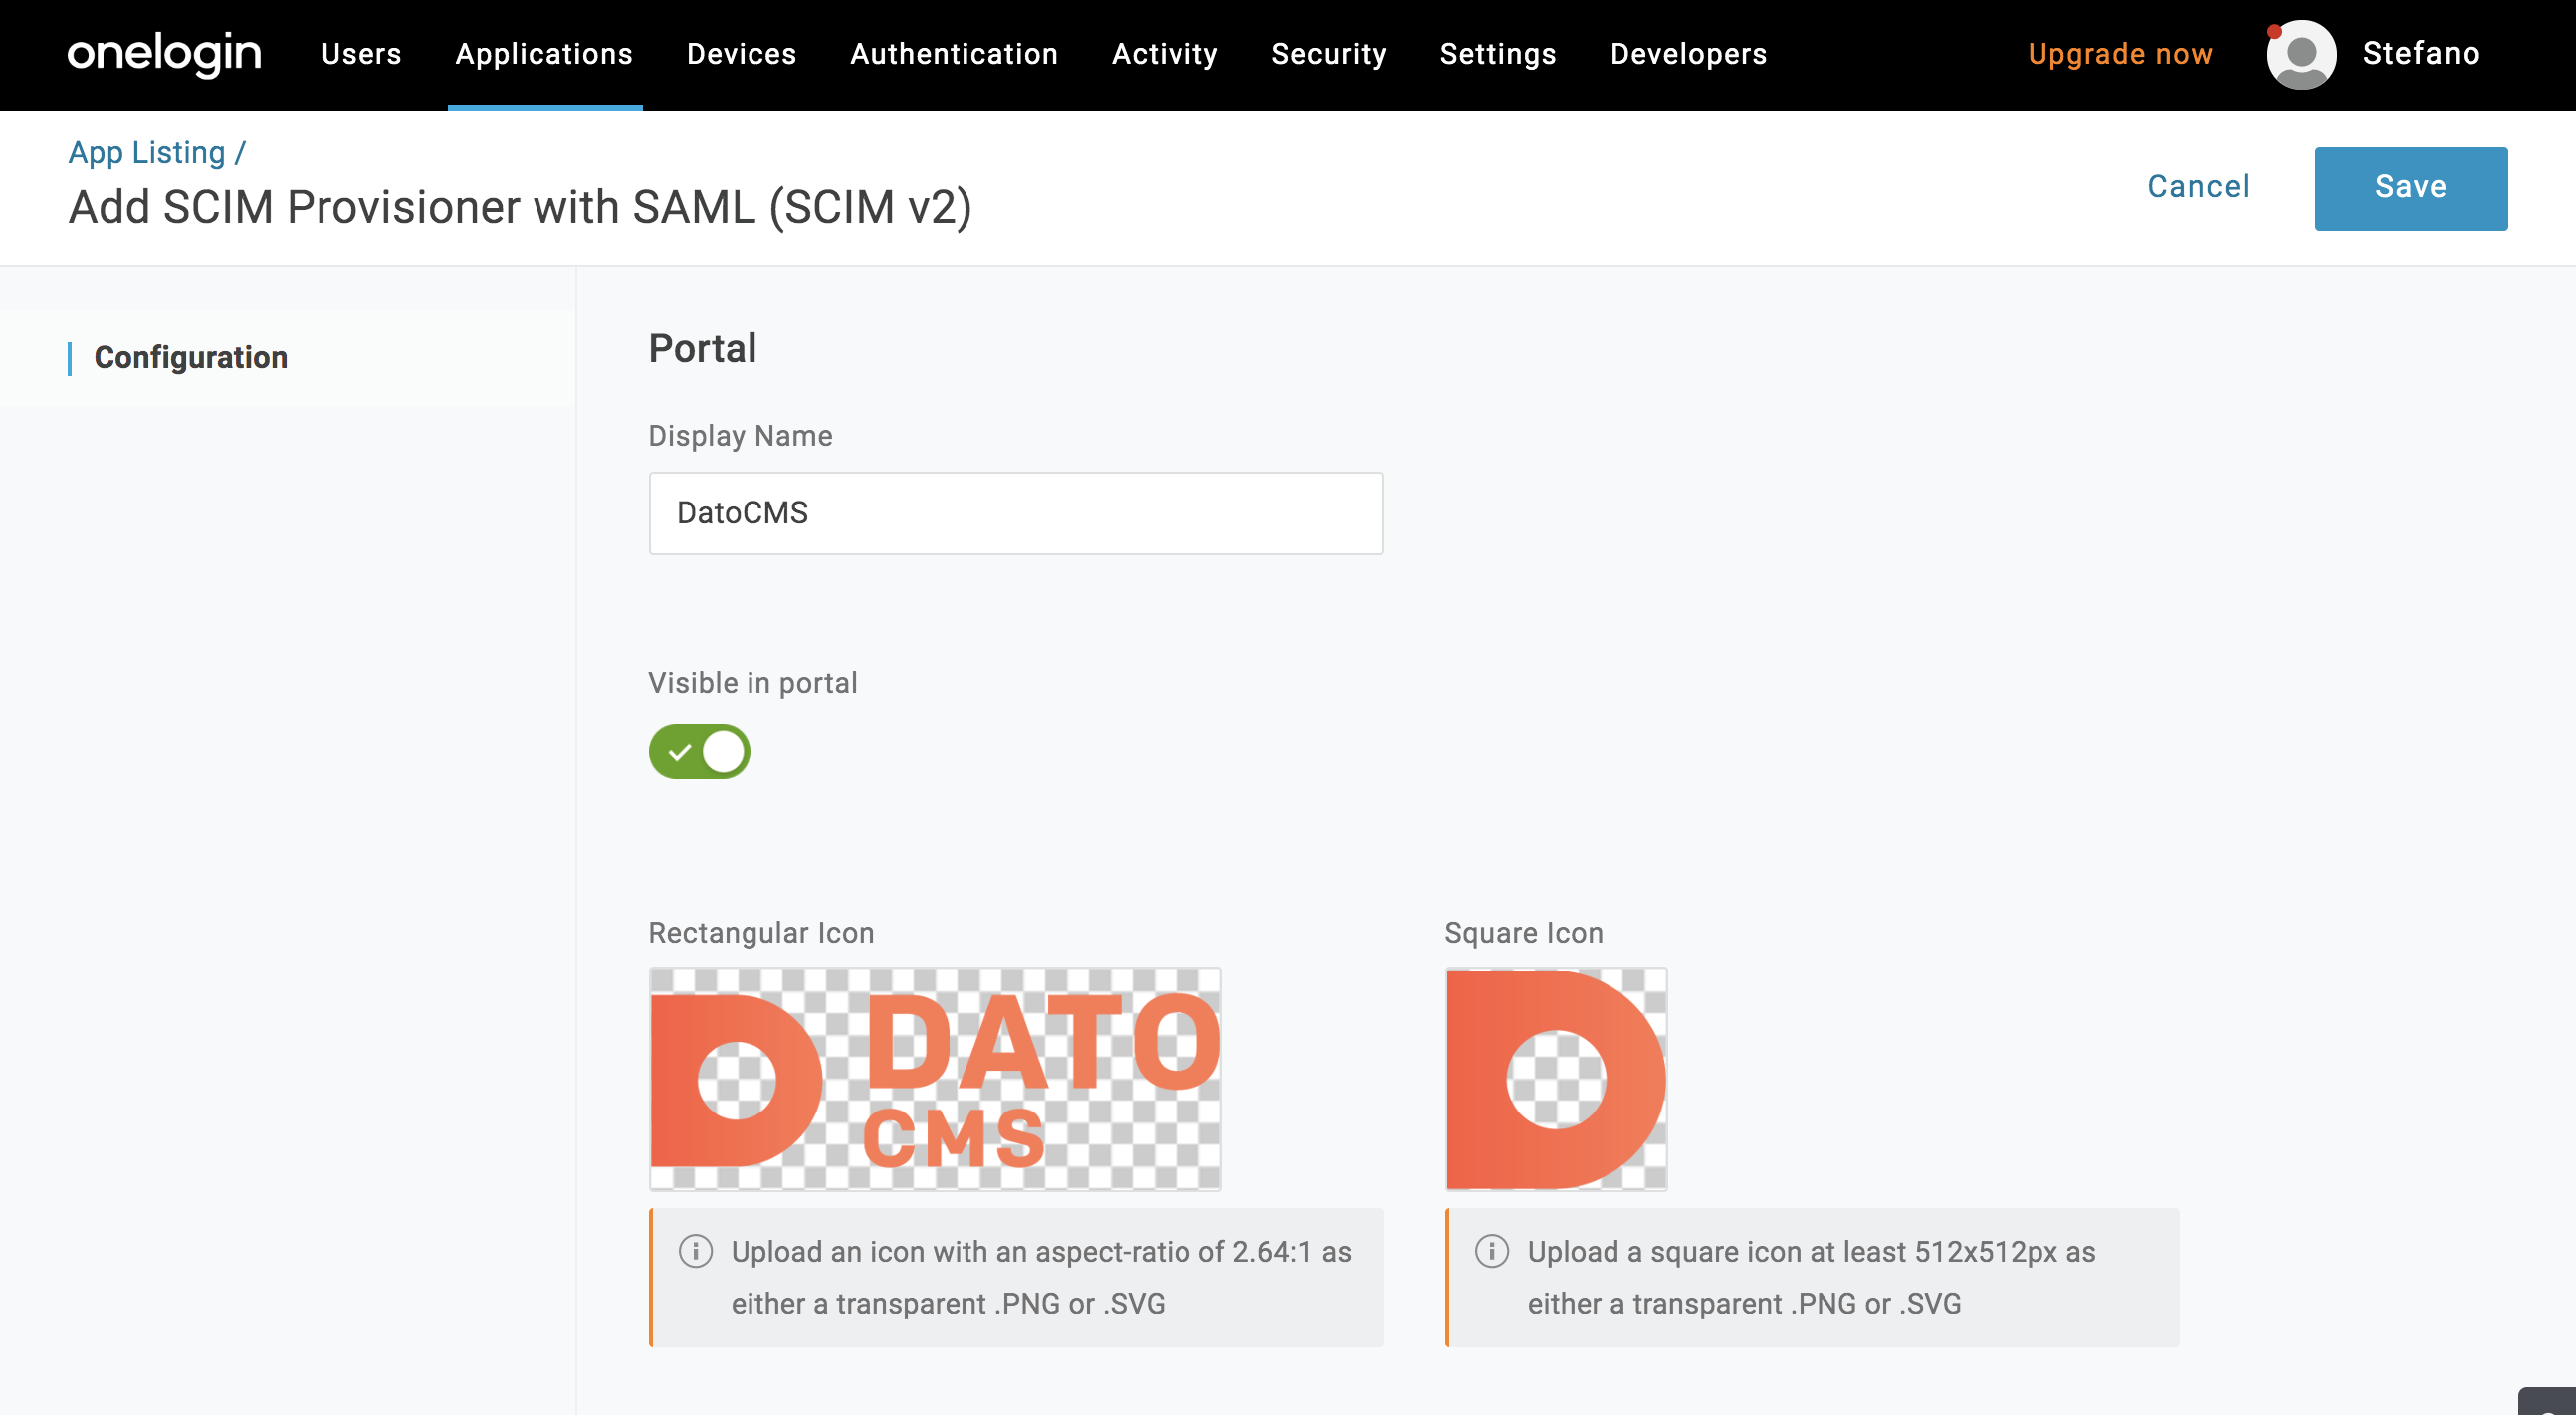 onelogin Users Applications Devices Authentication Activity Security Settings Developers Upgrade now Stefano
App Listing /
Add SCIM Provisioner with SAML (SCIM v2)
Cancel Save
Configuration
Portal
Display Name
DatoCMS
Visible in portal
Rectangular Icon
DATO
CMS
Upload an icon with an aspect-ratio of 2.64:1 as
either a transparent .PNG or .SVG
Square Icon
Upload a square icon at least 512x512px as
either a transparent .PNG or .SVG